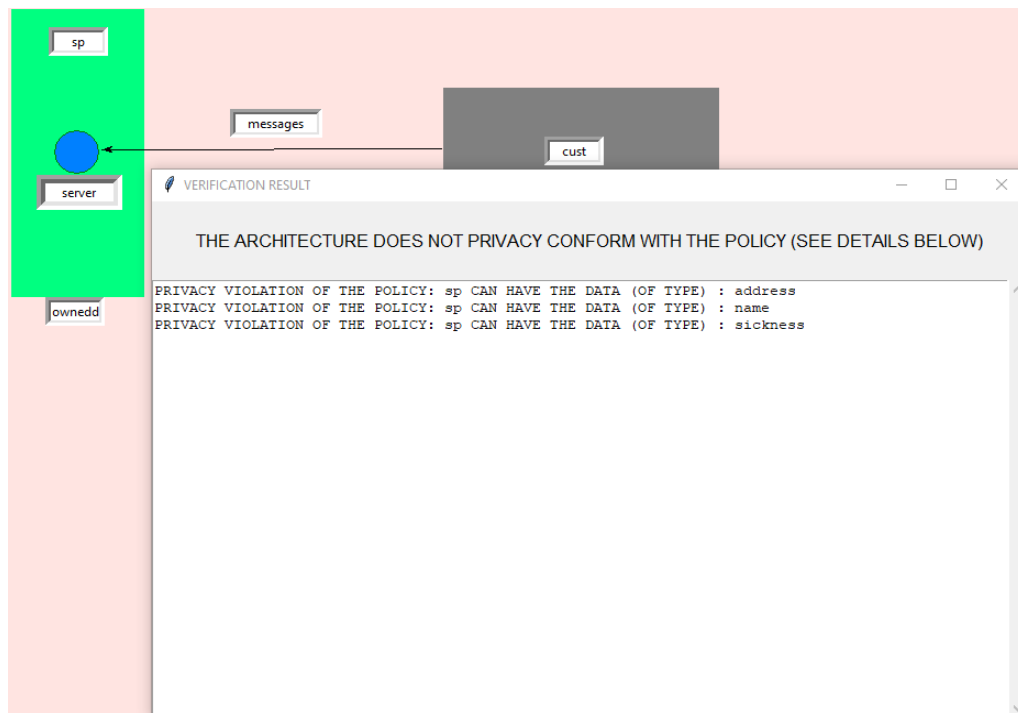 sp
messages
cust
server
VERIFICATION RESULT
THE ARCHITECTURE DOES NOT PRIVACY CONFORM WITH THE POLICY (SEE DETAILS BELOW)
PRIVACY VIOLATION OF THE POLICY: sp CAN HAVE THE DATA (OF TYPE) : address
ownedd
PRIVACY VIOLATION OF THE POLICY: sp CAN HAVE THE DATA (OF TYPE) : name
PRIVACY VIOLATION OF THE POLICY: sp CAN HAVE THE DATA (OF TYPE) : sickness